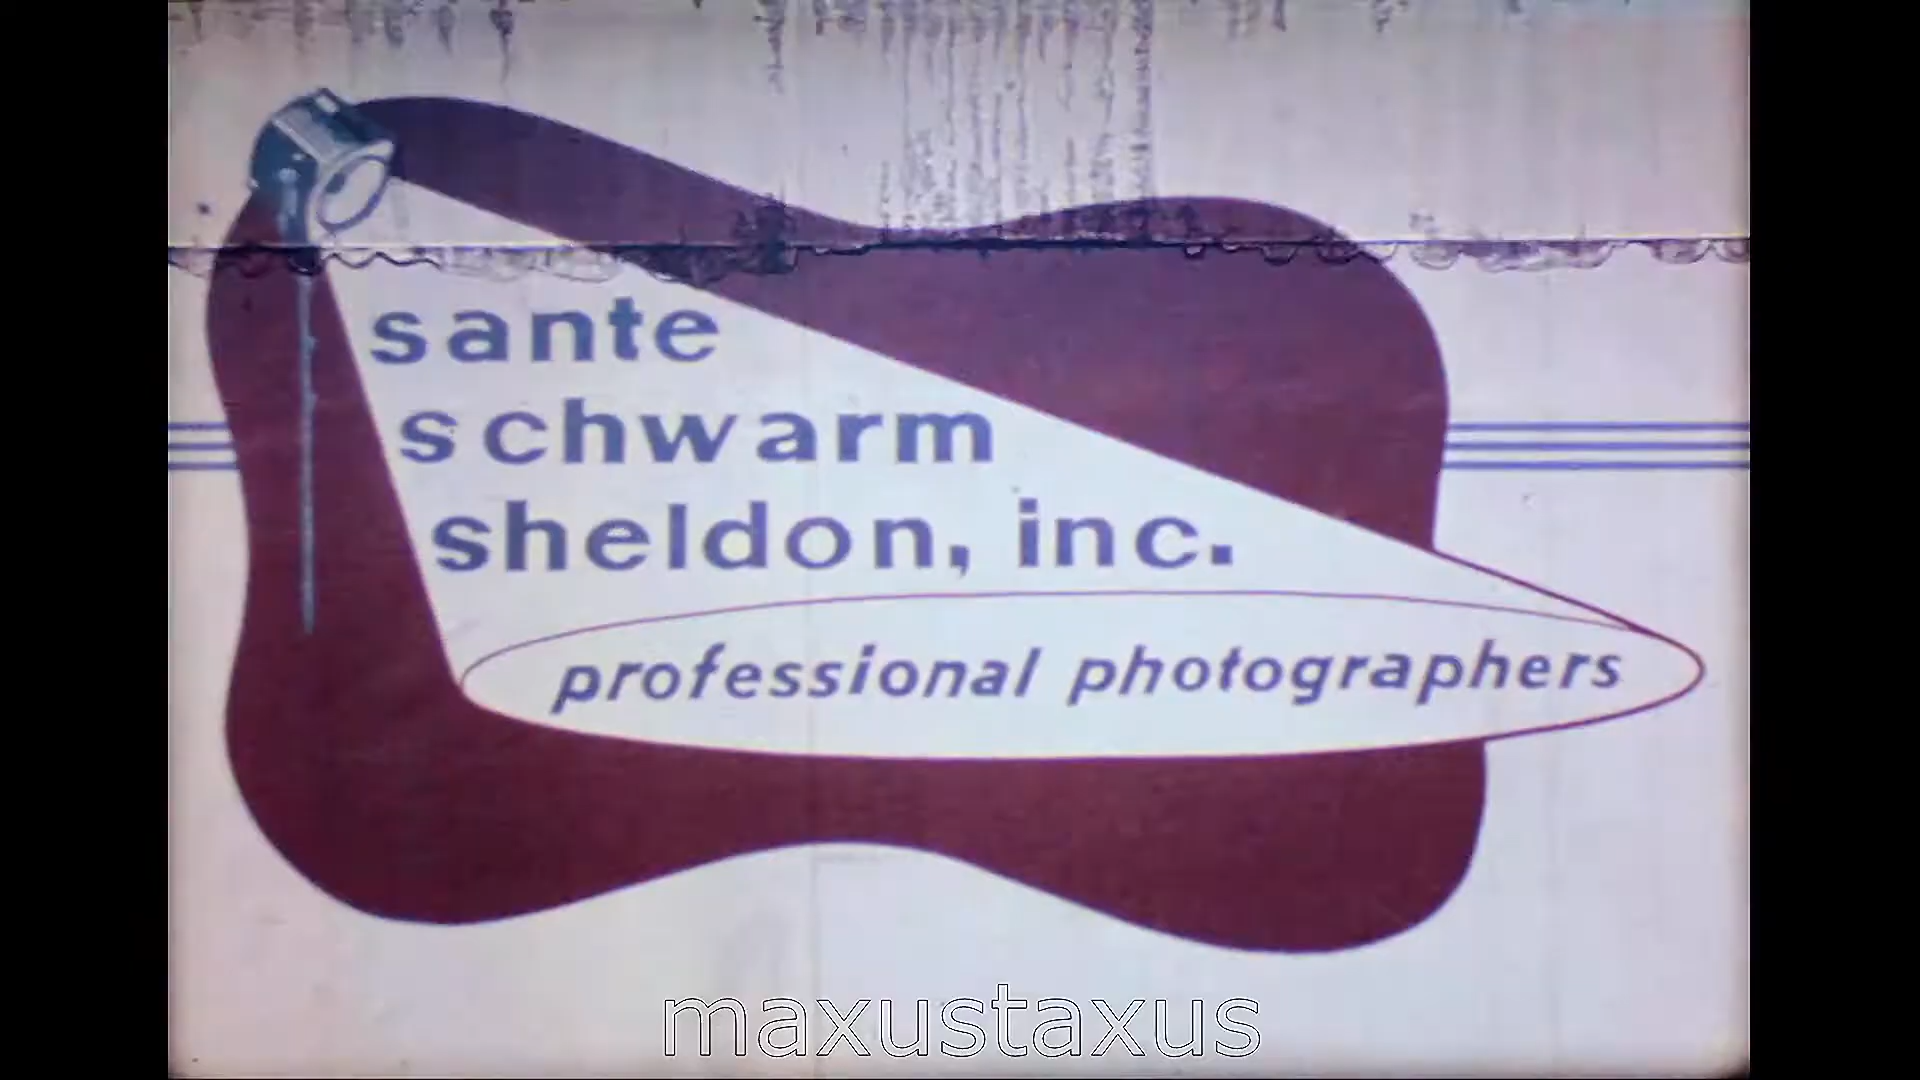 sante
schwarm
sheldon, inc.
professional photographers
maxustaxus